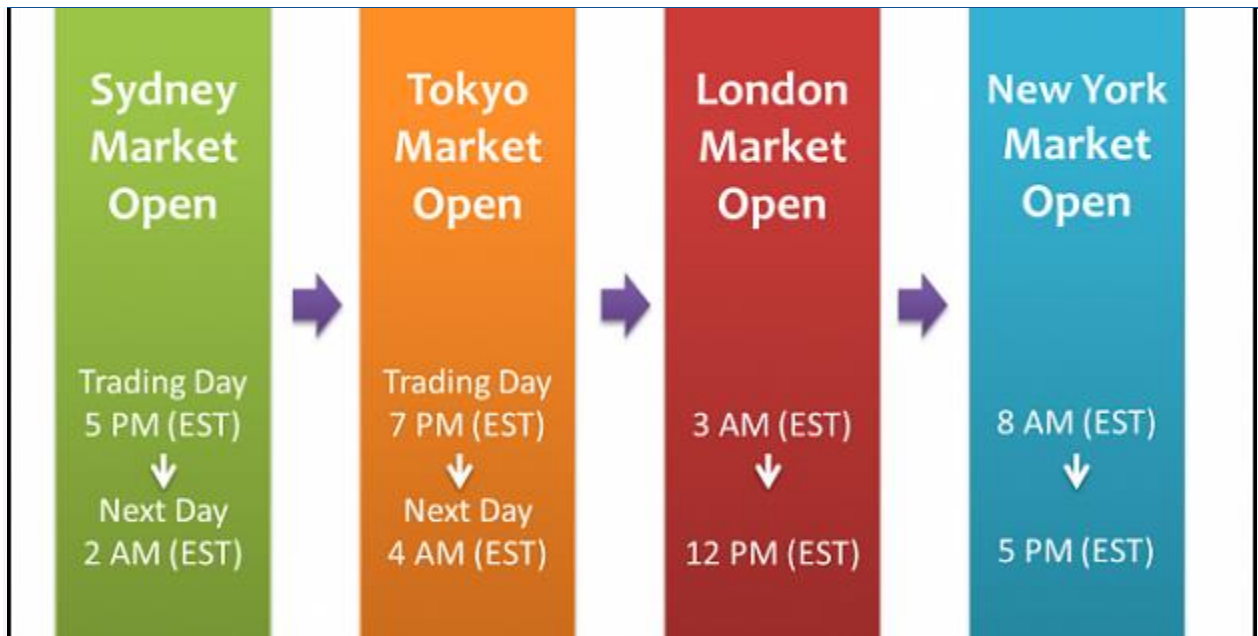 Sydney
Market
Open
Trading Day
5 PM (EST)
Next Day
2 AM (EST)
Tokyo
Market
Open
Trading Day
7 PM (EST)
Next Day
4 AM (EST)
London
Market
Open
3 AM (EST)
12 PM (EST)
New York
Market
Open
8 AM (EST)
5 PM (EST)